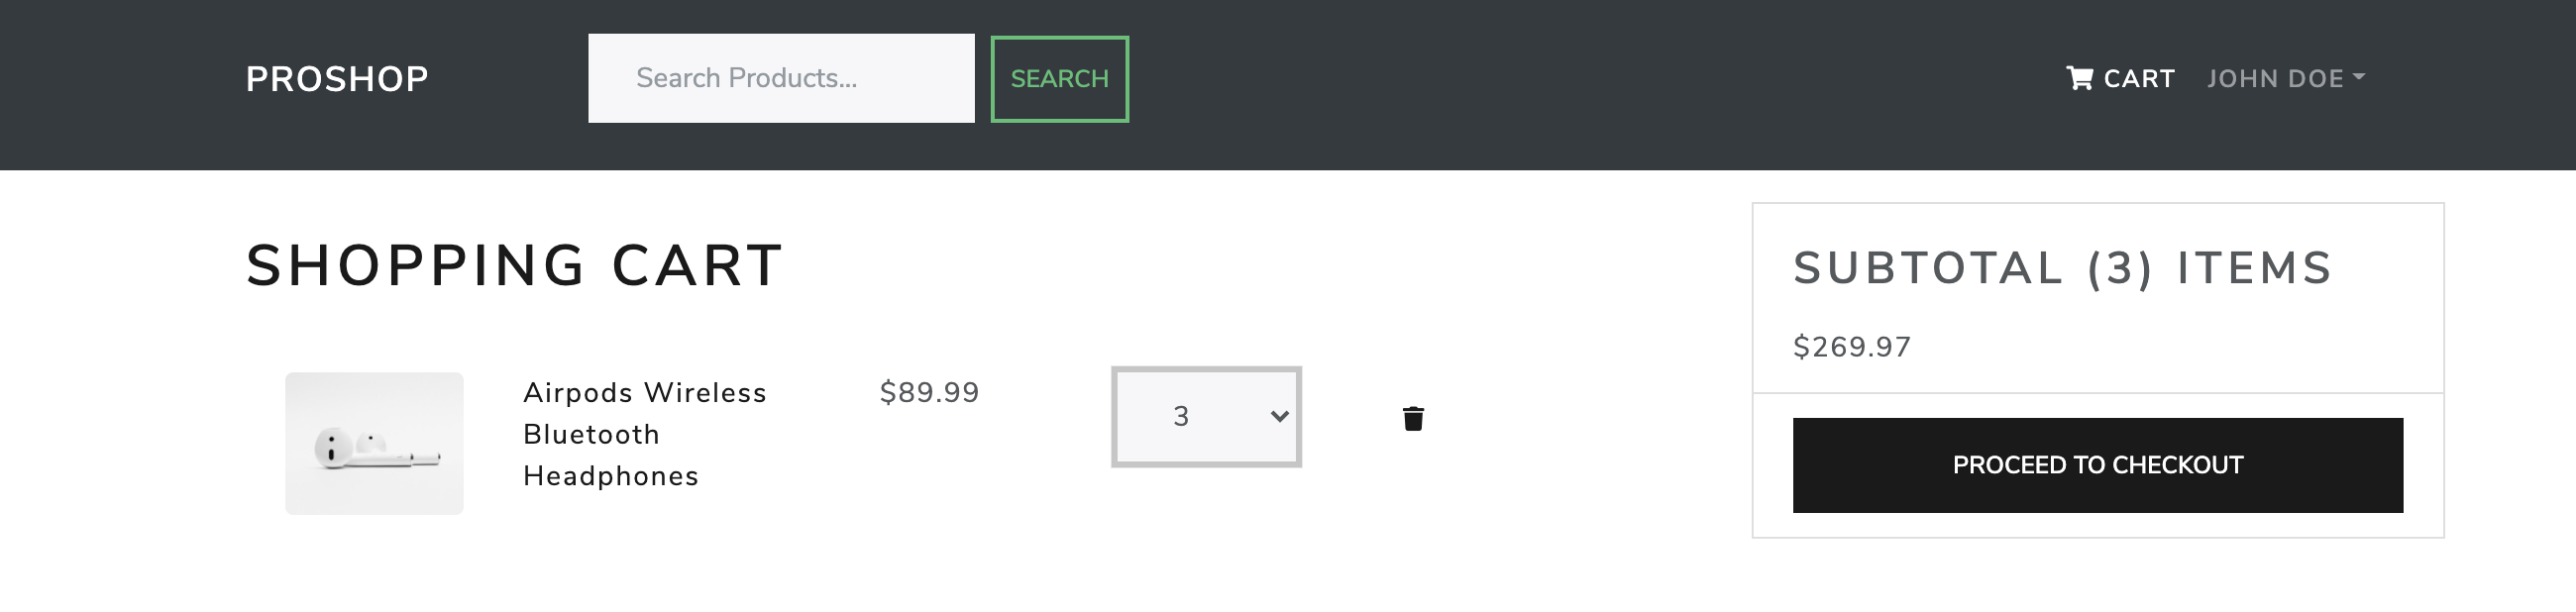 PROSHOP
Search Products...
SEARCH
CART
JOHN DOE
SHOPPING CART
Airpods Wireless
Bluetooth
Headphones
$89.99
3
SUBTOTAL (3) ITEMS
$269.97
PROCEED TO CHECKOUT